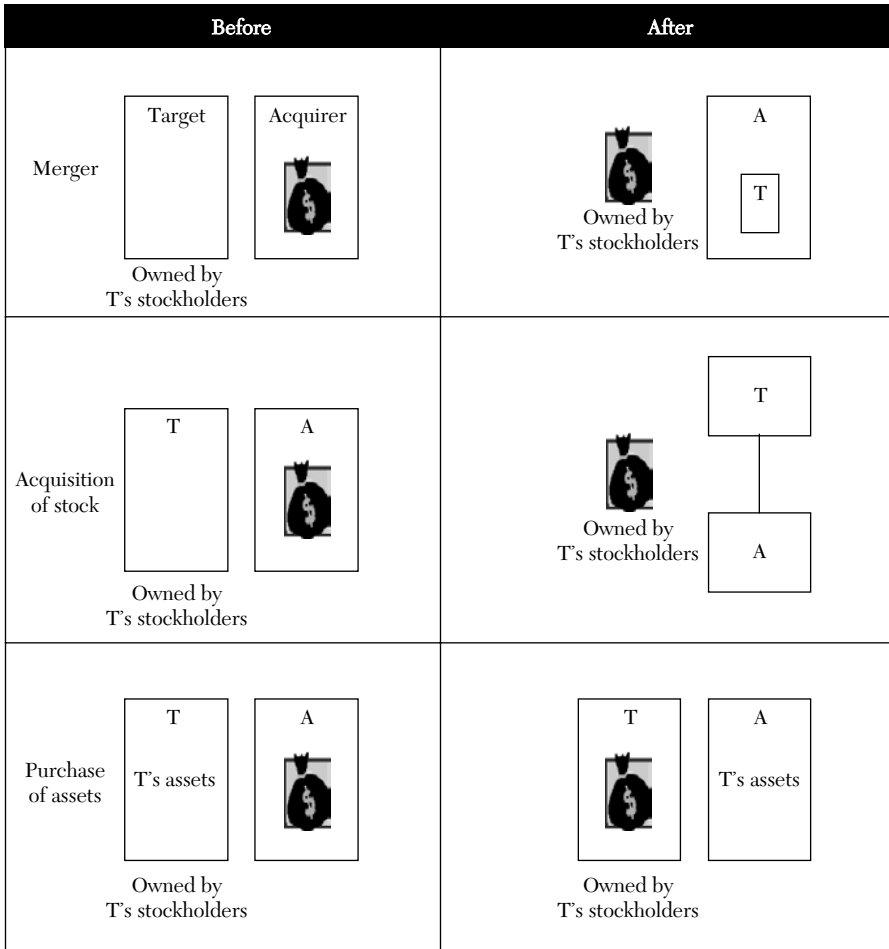 Before
After
Merger
Target
Acquirer
$
Owned by
T's stockholders
$
Owned by
T's stockholders
A
T
Acquisition
of stock
T
A
$
Owned by
T's stockholders
$
Owned by
T's stockholders
T
A
Purchase
of assets
T
T's assets
A
$
Owned by
T's stockholders
T
$
Owned by
T's stockholders
A
T's assets